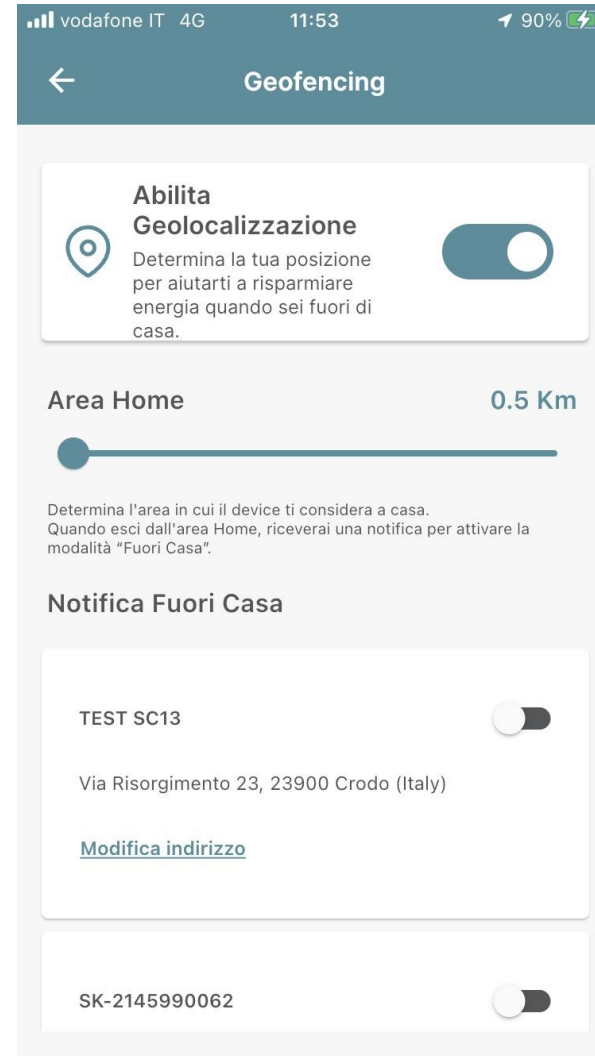 vodafone IT 4G 11:53 90%
Geofencing
Abilita
Geolocalizzazione
Determina la tua posizione
per aiutarti a risparmiare
energia quando sei fuori di
casa.
Area Home 0.5 Km
Determina l'area in cui il device ti considera a casa.
Quando esci dall'area Home, riceverai una notifica per attivare la
modalità “Fuori Casa”.
Notifica Fuori Casa
TEST SC13
Via Risorgimento 23, 23900 Crodo (Italy)
Modifica indirizzo
SK-2145990062